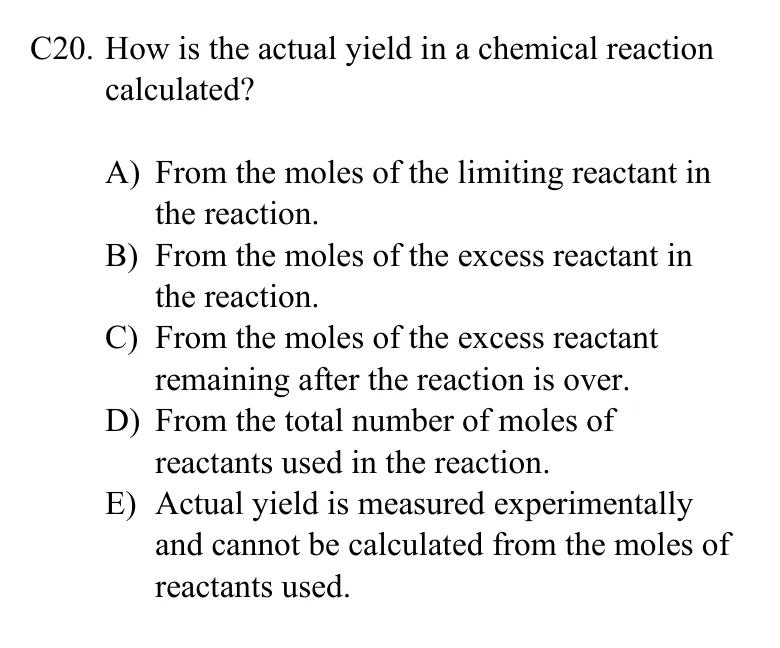 C20. How is the actual yield in a chemical reaction
calculated?
A) From the moles of the limiting reactant in
the reaction.
B) From the moles of the excess reactant in
the reaction.
C) From the moles of the excess reactant
remaining after the reaction is over.
D) From the total number of moles of
reactants used in the reaction.
E) Actual yield is measured experimentally
and cannot be calculated from the moles of
reactants used.